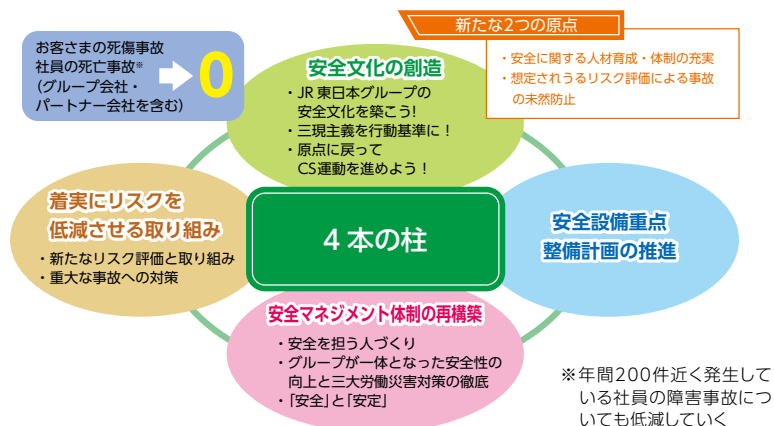 お客さまの死傷事故
社員の死亡事故※
（グループ会社・
パートナー会社を含む）
0
新たな2つの原点
・安全に関する人材育成・体制の充実
・想定されうるリスク評価による事故
の未然防止
安全文化の創造
・JR 東日本グループの
安全文化を築こう!
・三現主義を行動基準に！
・原点に戻って
CS運動を進めよう！
着実にリスクを
低減させる取り組み
・新たなリスク評価と取り組み
・重大な事故への対策
4 本の柱
安全設備重点
整備計画の推進
安全マネジメント体制の再構築
・安全を担う人づくり
・グループが一体となった安全性の
向上と三大労働災害対策の徹底
・「安全」と「安定」
※年間200件近く発生して
いる社員の障害事故につ
いても低減していく